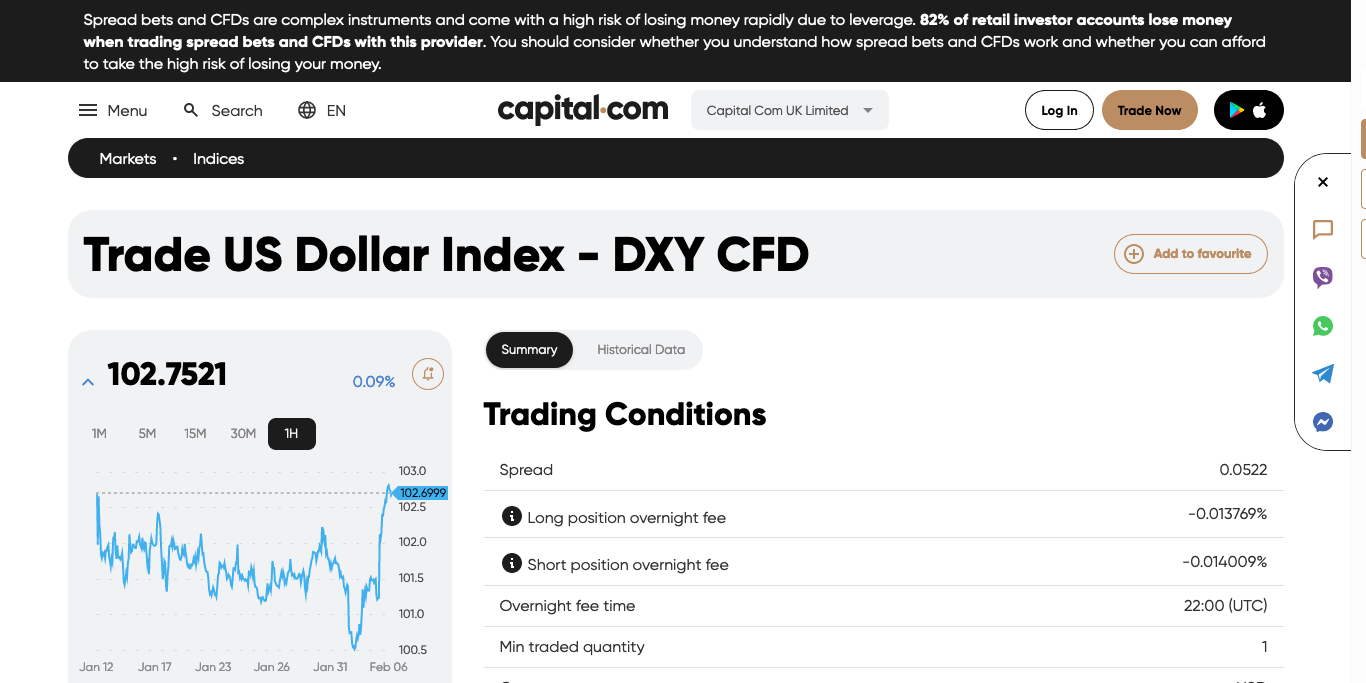 Spread bets and CFDs are complex instruments and come with a high risk of losing money rapidly due to leverage. 82% of retail investor accounts lose money
when trading spread bets and CFDs with this provider. You should consider whether you understand how spread bets and CFDs work and whether you can afford
to take the high risk of losing your money.
Menu Search EN
capital.com
Capital Com UK Limited
Log In Trade Now
Markets • Indices
Trade US Dollar Index - DXY CFD
Add to favourite
102.7521
0.09%
1M 5M 15M 30M 1H
103.0
102.6999
102.5
102.0
101.5
101.0
100.5
Jan 12 Jan 17 Jan 23 Jan 26 Jan 31 Feb 06
Summary Historical Data
Trading Conditions
Spread 0.0522
Long position overnight fee -0.013769%
Short position overnight fee -0.014009%
Overnight fee time 22:00 (UTC)
Min traded quantity 1